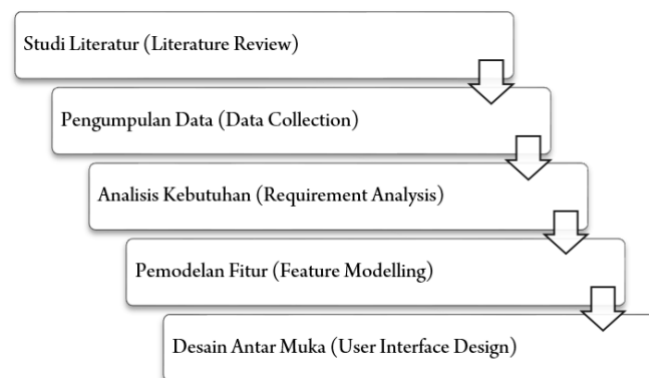 Studi Literatur (Literature Review)
Pengumpulan Data (Data Collection)
Analisis Kebutuhan (Requirement Analysis)
Pemodelan Fitur (Feature Modelling)
Desain Antar Muka (User Interface Design)